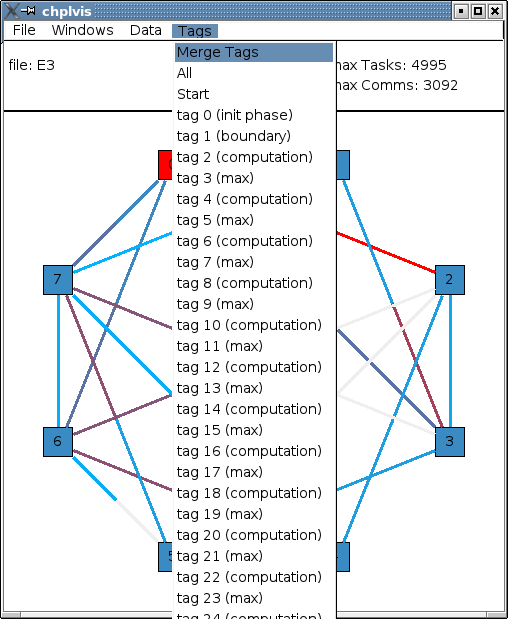 chplvis
File Windows Data Tags
file: E3
Tasks: 4995
Comms: 3092
Merge Tags
All
Start
tag 0 (init phase)
tag 1 (boundary)
tag 2 (computation)
tag 3 (max)
tag 4 (computation)
tag 5 (max)
tag 6 (computation)
tag 7 (max)
tag 8 (computation)
tag 9 (max)
tag 10 (computation)
tag 11 (max)
tag 12 (computation)
tag 13 (max)
tag 14 (computation)
tag 15 (max)
tag 16 (computation)
tag 17 (max)
tag 18 (computation)
tag 19 (max)
tag 20 (computation)
tag 21 (max)
tag 22 (computation)
tag 23 (max)
tag 24 (computation)
7
2
6
3